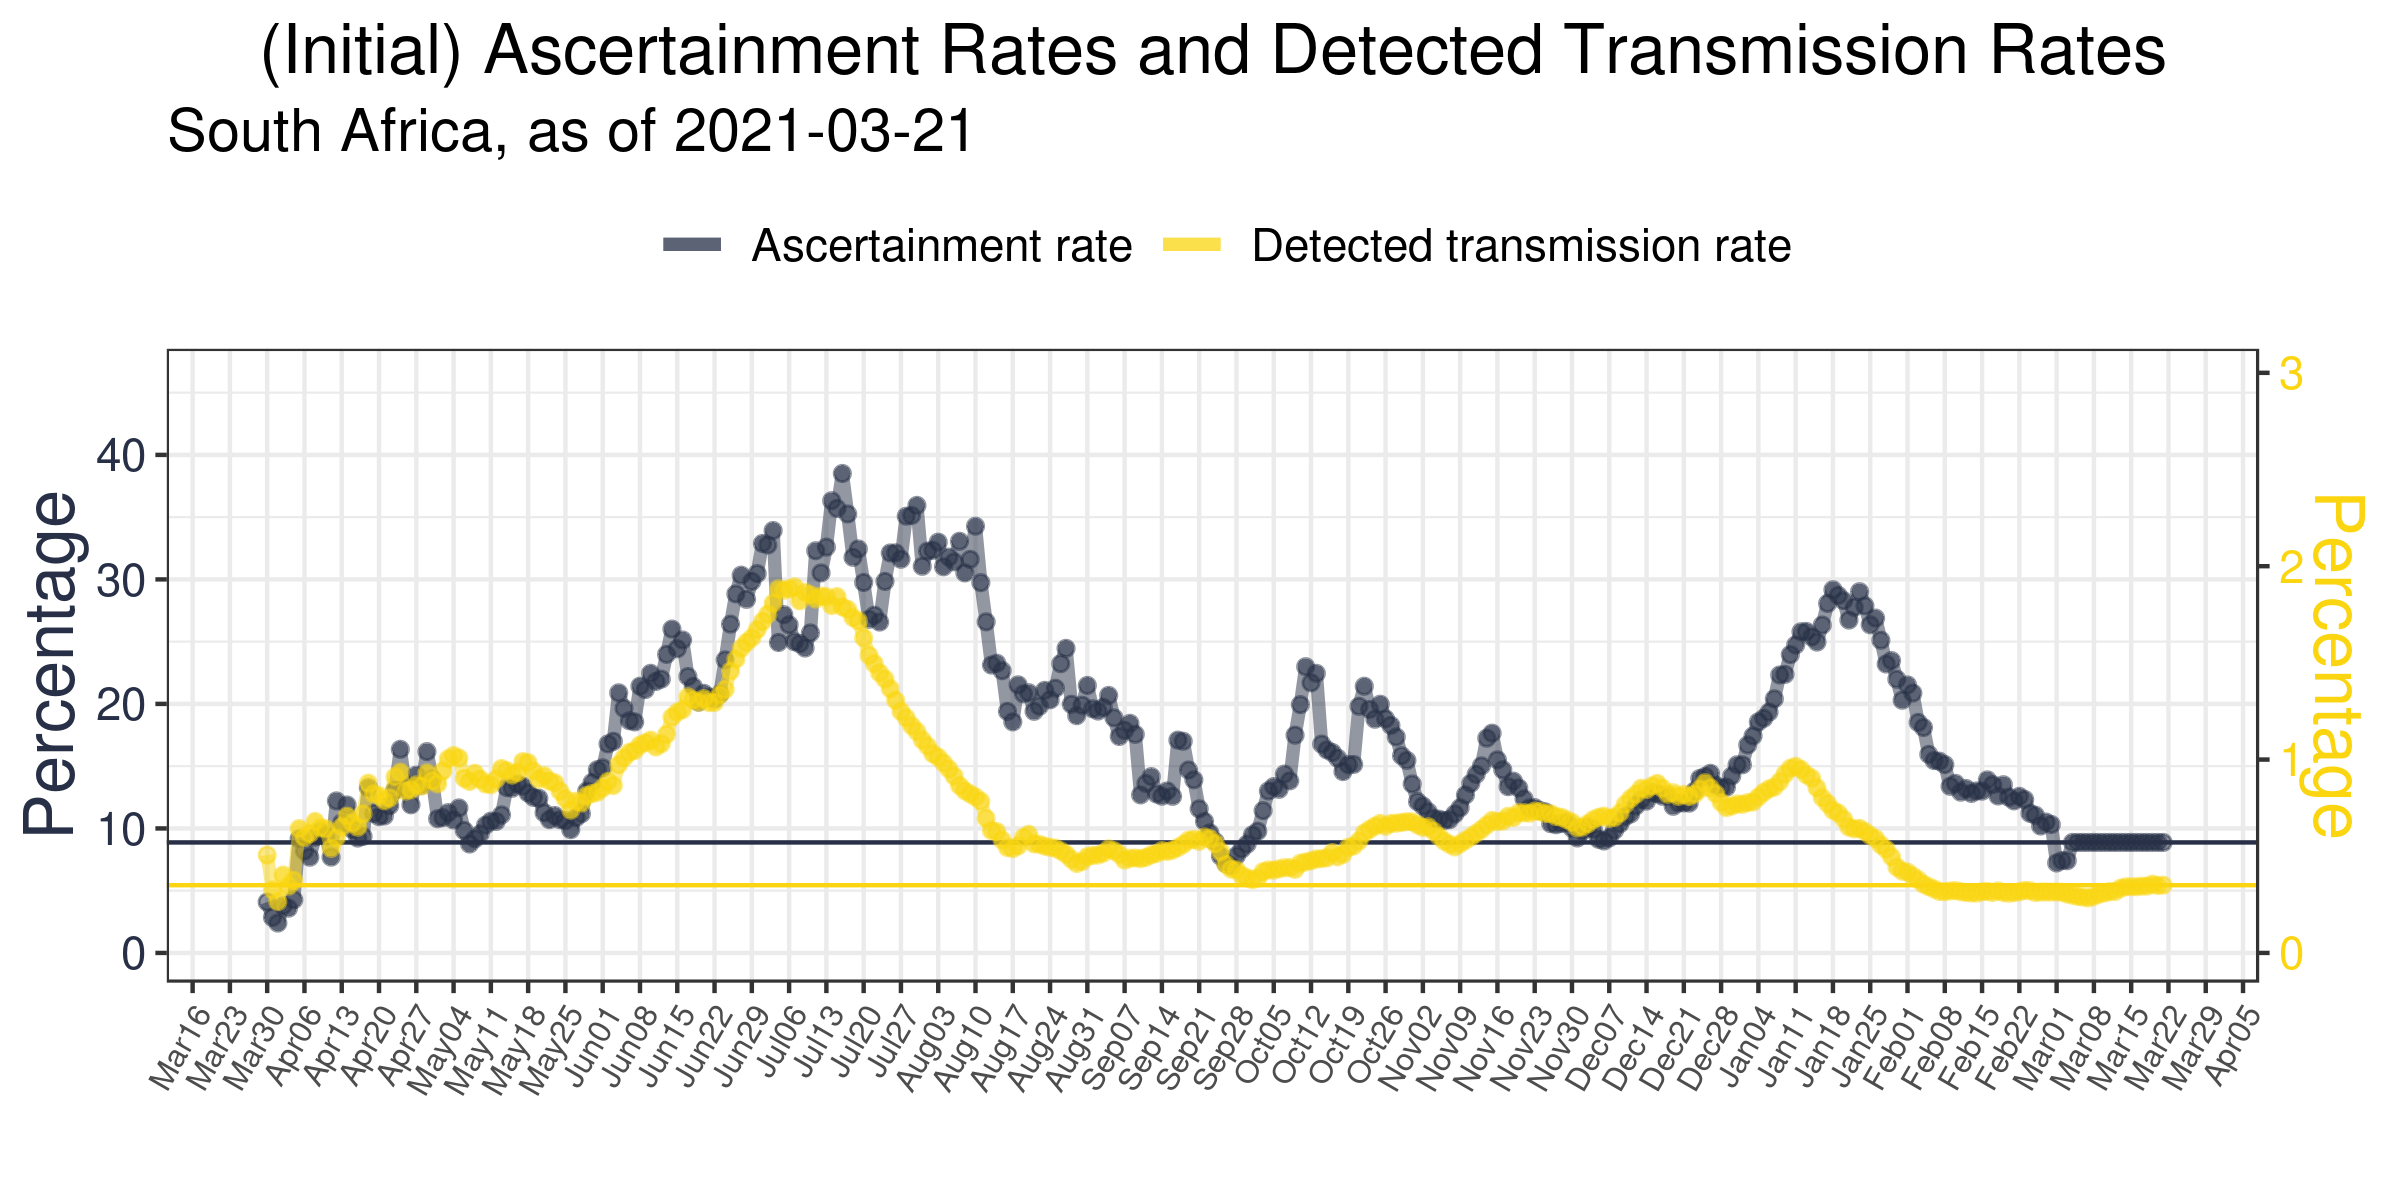 (Initial) Ascertainment Rates and Detected Transmission Rates
South Africa, as of 2021-03-21
Ascertainment rate Detected transmission rate
Percentage
40
30
20
10
0
3
2
1
0
Percentage
Mar16 Mar23 Mar30 Apr06 Apr13 Apr20 Apr27 May04 May11 May18 May25 Jun01 Jun08 Jun15 Jun22 Jun29 Jul06 Jul13 Jul20 Jul27 Aug03 Aug10 Aug17 Aug24 Aug31 Sep07 Sep14 Sep21 Sep28 Oct05 Oct12 Oct19 Oct26 Nov02 Nov09 Nov16 Nov23 Nov30 Dec07 Dec14 Dec21 Dec28 Jan04 Jan11 Jan18 Jan25 Feb01 Feb08 Feb15 Feb22 Mar01 Mar08 Mar15 Mar22 Mar29 Apr05